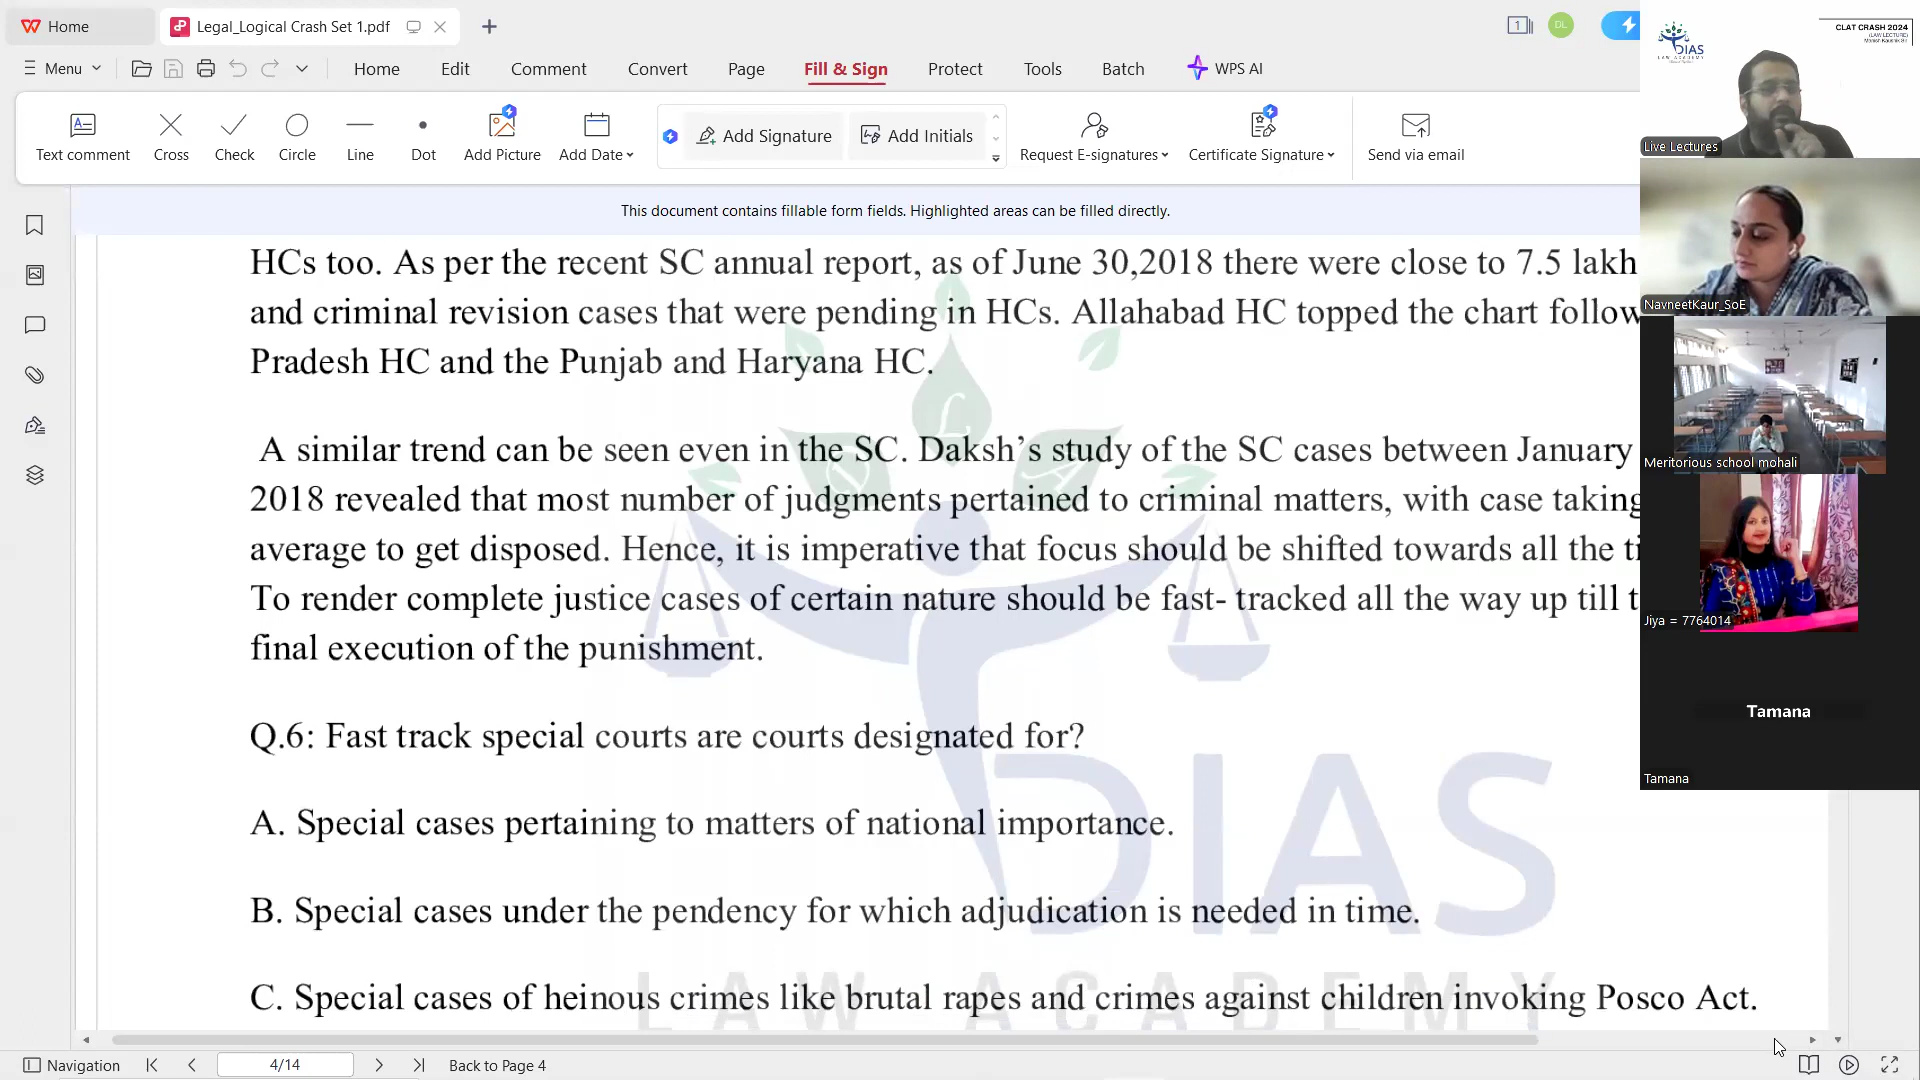 Home
Legal_Logical Crash Set 1.pdf
1
DL
Menu
Home
Edit
Comment
Convert
Page
Fill & Sign
Protect
Tools
Batch
WPS AI
Text comment
Cross
Check
Circle
Line
Dot
Add Picture
Add Date
Add Signature
Add Initials
Request E-signatures
Certificate Signature
Send via email
This document contains fillable form fields. Highlighted areas can be filled directly.
HCs too. As per the recent SC annual report, as of June 30,2018 there were close to 7.5 lakh
and criminal revision cases that were pending in HCs. Allahabad HC topped the chart follow
Pradesh HC and the Punjab and Haryana HC.
A similar trend can be seen even in the SC. Daksh’s study of the SC cases between January
2018 revealed that most number of judgments pertained to criminal matters, with case taking
average to get disposed. Hence, it is imperative that focus should be shifted towards all the ti
To render complete justice cases of certain nature should be fast- tracked all the way up till t
final execution of the punishment.
Q.6: Fast track special courts are courts designated for?
A. Special cases pertaining to matters of national importance.
B. Special cases under the pendency for which adjudication is needed in time.
C. Special cases of heinous crimes like brutal rapes and crimes against children invoking Posco Act.
DIAS
LAW ACADEMY
Navigation
4/14
Back to Page 4
DIAS
LAW ACADEMY
CLAT CRASH 2024
(LAW LECTURE)
Live Lectures
NavneetKaur_SoE
Meritorious school mohali
Jiya = 7764014
Tamana
Tamana